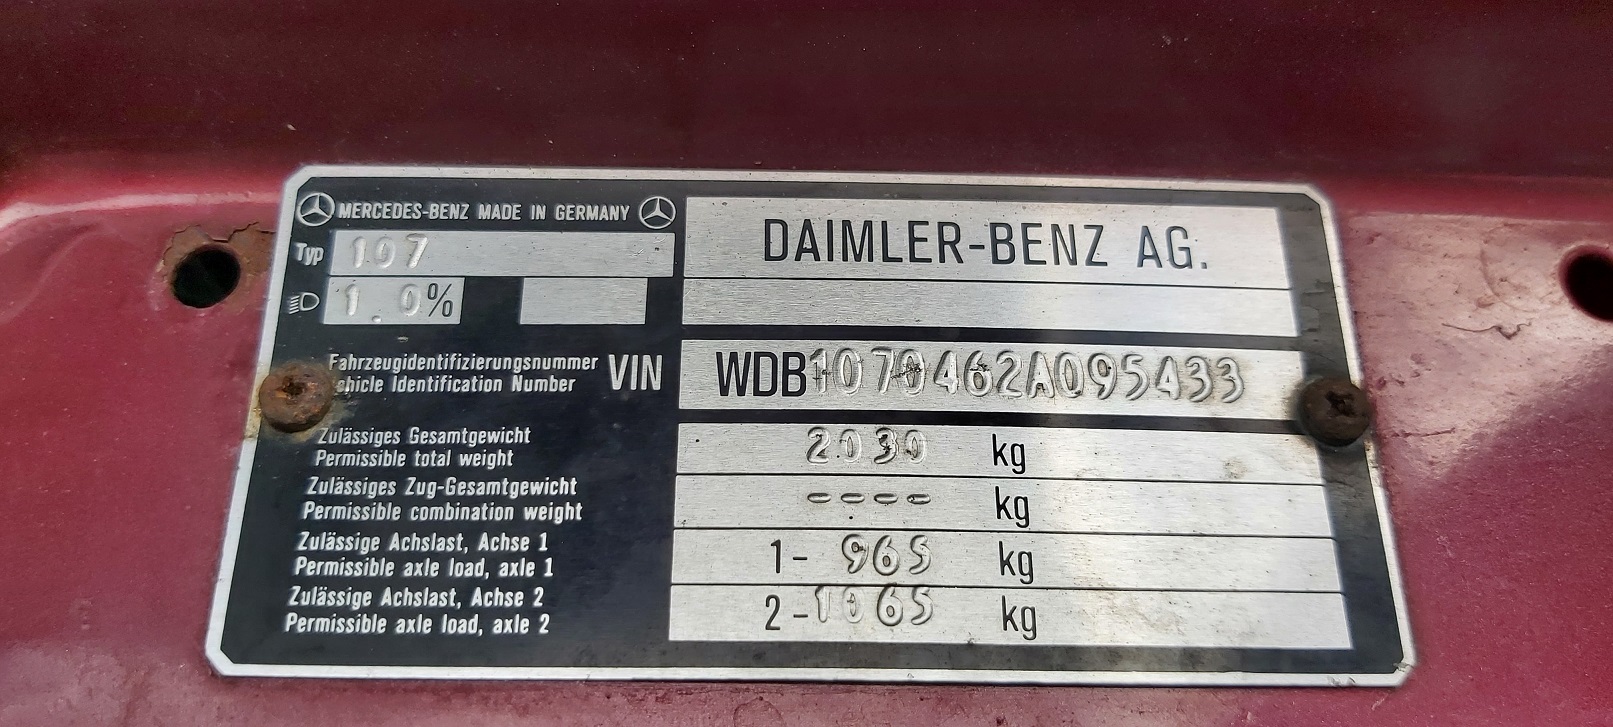 MERCEDES-BENZ MADE IN GERMANY
Typ 107
1.0%
DAIMLER-BENZ AG.
Fahrzeugidentifizierungsnummer
Vehicle Identification Number
VIN WDB1070462A095433
Zulässiges Gesamtgewicht
Permissible total weight
2030 kg
Zulässiges Zug-Gesamtgewicht
Permissible combination weight
---- kg
Zulässige Achslast, Achse 1
Permissible axle load, axle 1
1- 965 kg
Zulässige Achslast, Achse 2
Permissible axle load, axle 2
2-1065 kg